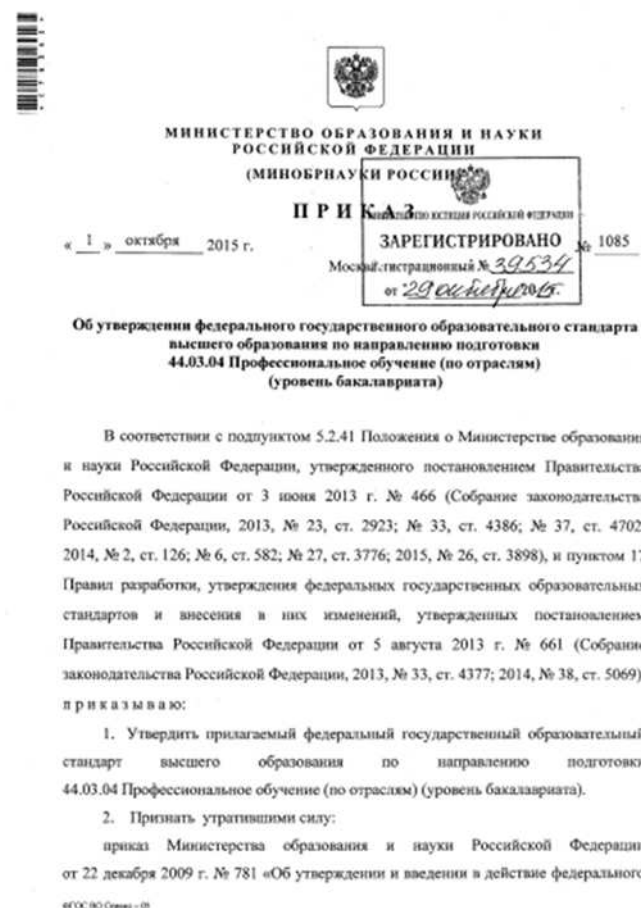 МИНИСТЕРСТВО ОБРАЗОВАНИЯ И НАУКИ
РОССИЙСКОЙ ФЕДЕРАЦИИ
(МИНОБРНАУКИ РОССИИ)
ПРИКАЗ
МИНИСТЕРСТВО ЮСТИЦИИ РОССИЙСКОЙ ФЕДЕРАЦИИ
ЗАРЕГИСТРИРОВАНО
« 1 » октября 2015 г.
№ 1085
Москва
Регистрационный № 39534
от "29 октября 2015.
Об утверждении федерального государственного образовательного стандарта
высшего образования по направлению подготовки
44.03.04 Профессиональное обучение (по отраслям)
(уровень бакалавриата)
В соответствии с подпунктом 5.2.41 Положения о Министерстве образования
и науки Российской Федерации, утвержденного постановлением Правительства
Российской Федерации от 3 июня 2013 г. № 466 (Собрание законодательства
Российской Федерации, 2013, № 23, ст. 2923; № 33, ст. 4386; № 37, ст. 4702
2014, № 2, ст. 126; № 6, ст. 582; № 27, ст. 3776; 2015, № 26, ст. 3898), и пунктом 17
Правил разработки, утверждения федеральных государственных образовательных
стандартов и внесения в них изменений, утвержденных постановлением
Правительства Российской Федерации от 5 августа 2013 г. № 661 (Собрание
законодательства Российской Федерации, 2013, № 33, ст. 4377; 2014, № 38, ст. 5069)
приказываю:
1. Утвердить прилагаемый федеральный государственный образовательный
стандарт высшего образования по направлению подготовки
44.03.04 Профессиональное обучение (по отраслям) (уровень бакалавриата).
2. Признать утратившими силу:
приказ Министерства образования и науки Российской Федерации
от 22 декабря 2009 г. № 781 «Об утверждении и введении в действие федерального